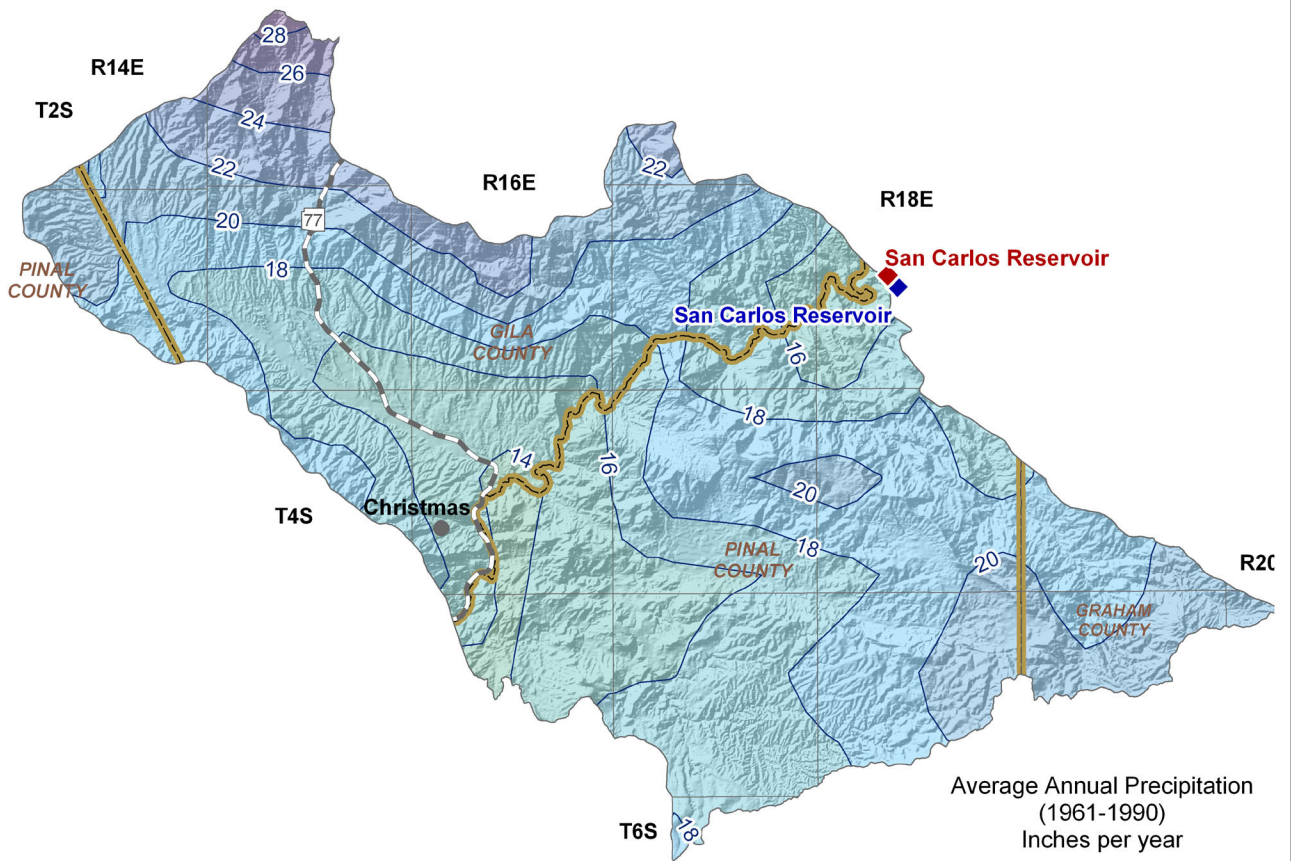 28
R14E
26
T2S
24
22
22
R16E
R18E
20
77
San Carlos Reservoir
18
PINAL
COUNTY
San Carlos Reservoir
GILA
COUNTY
16
18
14
16
20
Christmas
T4S
18
PINAL
COUNTY
20
R20
GRAHAM
COUNTY
Average Annual Precipitation
(1961-1990)
Inches per year
T6S
18